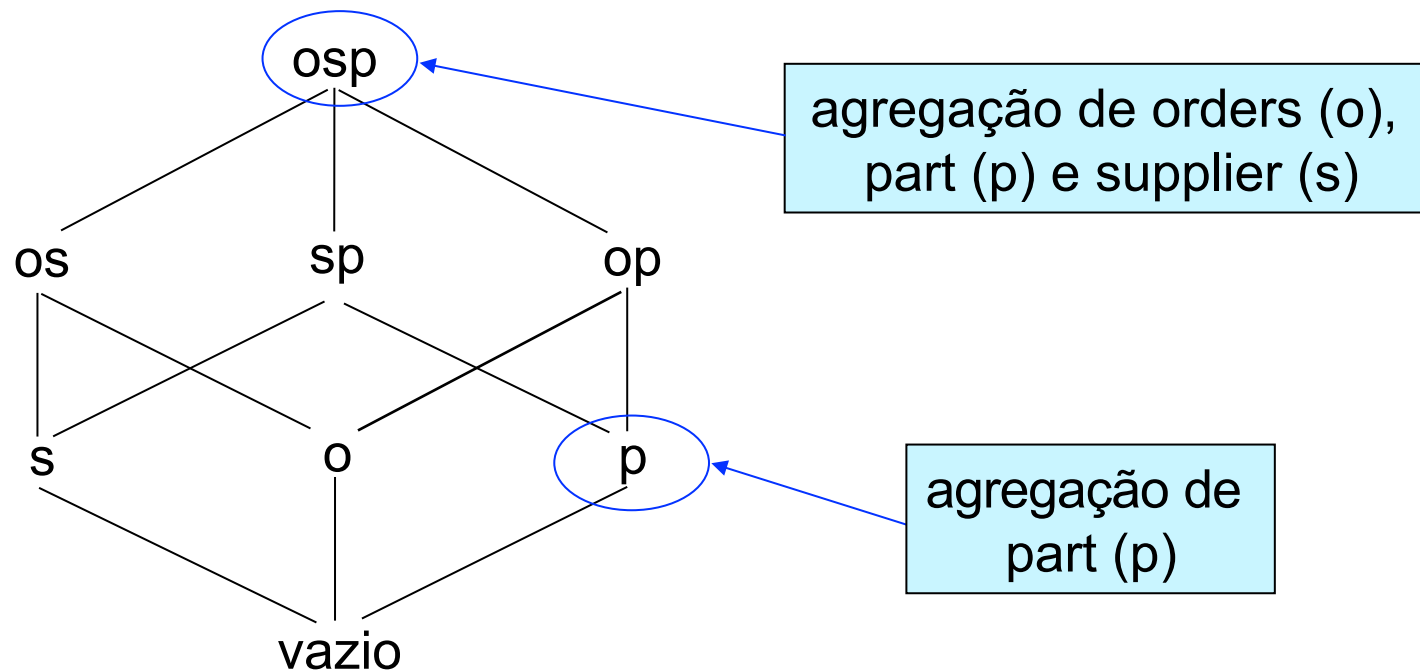 osp
agregação de orders (o),
part (p) e supplier (s)
os
sp
op
s
o
p
agregação de
part (p)
vazio